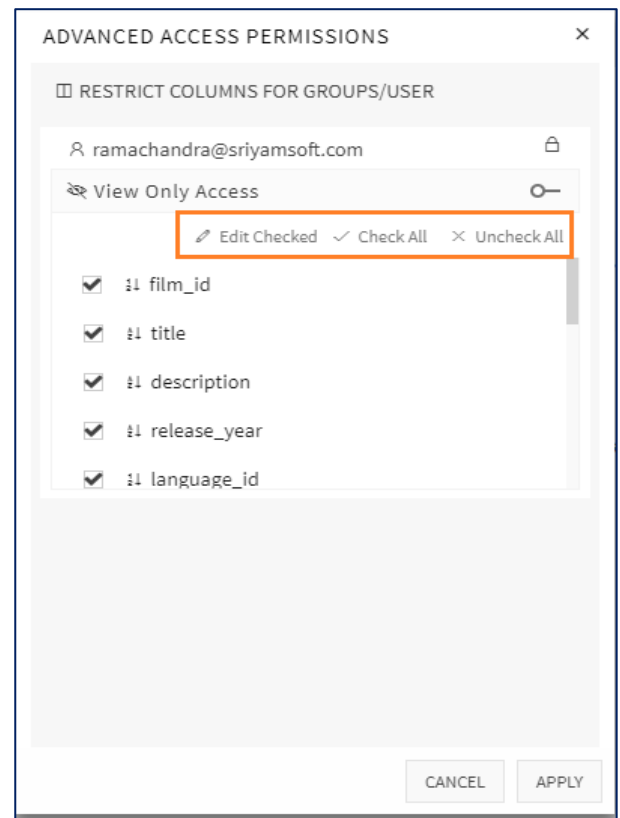 ADVANCED ACCESS PERMISSIONS
RESTRICT COLUMNS FOR GROUPS/USER
ramachandra@sriyamsoft.com
View Only Access
Edit Checked Check All Uncheck All
film_id
title
description
release_year
language_id
CANCEL APPLY